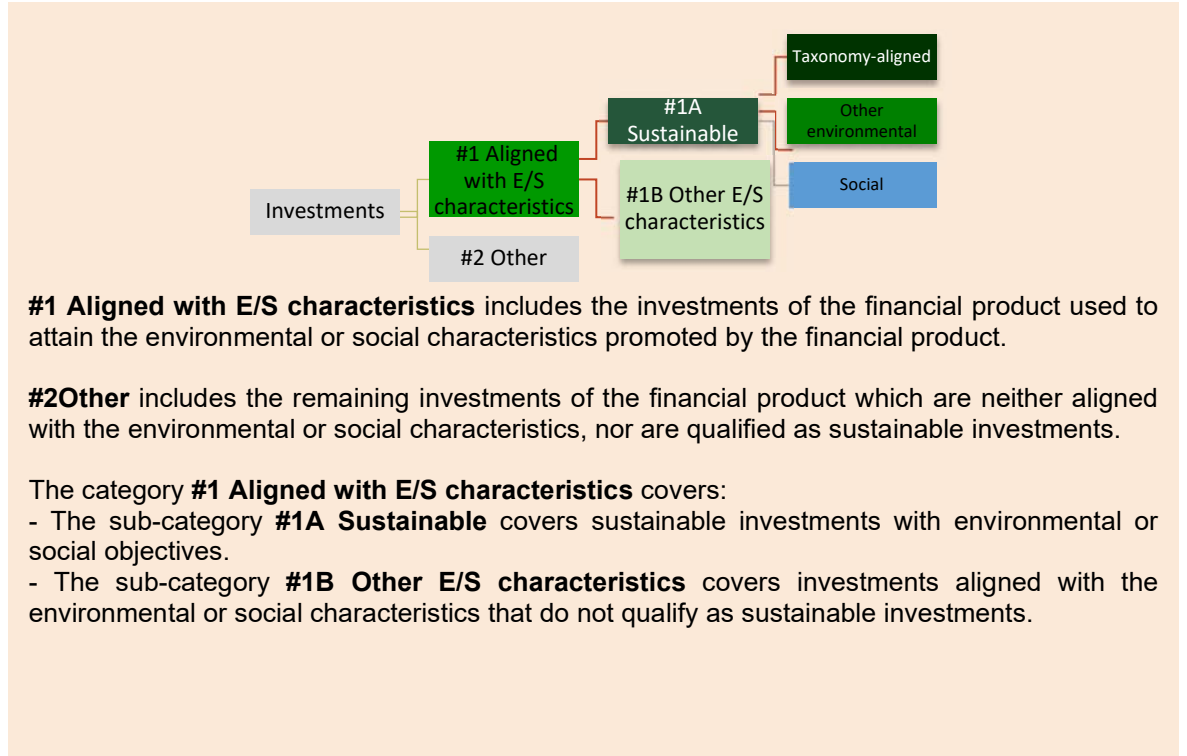 Taxonomy-aligned
#1A
Sustainable
Other
environmental
#1 Aligned
with E/S
characteristics
Social
#1B Other E/S
characteristics
Investments
#2 Other
#1 Aligned with E/S characteristics includes the investments of the financial product used to
attain the environmental or social characteristics promoted by the financial product.
#2Other includes the remaining investments of the financial product which are neither aligned
with the environmental or social characteristics, nor are qualified as sustainable investments.
The category #1 Aligned with E/S characteristics covers:
- The sub-category #1A Sustainable covers sustainable investments with environmental or
social objectives.
- The sub-category #1B Other E/S characteristics covers investments aligned with the
environmental or social characteristics that do not qualify as sustainable investments.